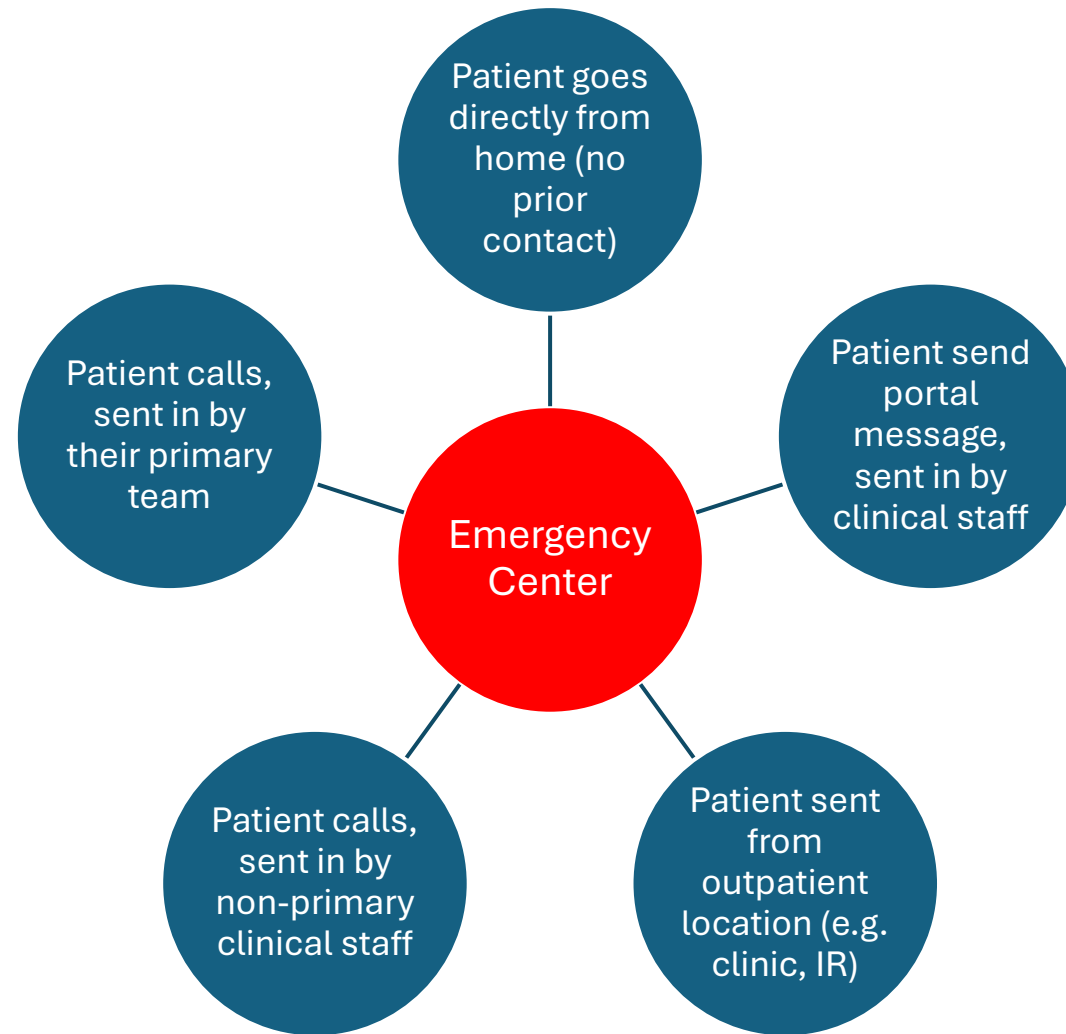 Patient goes
directly from
home (no
prior
contact)
Patient send
portal
message,
sent in by
clinical staff
Patient sent
from
outpatient
location (e.g.
clinic, IR)
Patient calls,
sent in by
non-primary
clinical staff
Patient calls,
sent in by
their primary
team
Emergency
Center